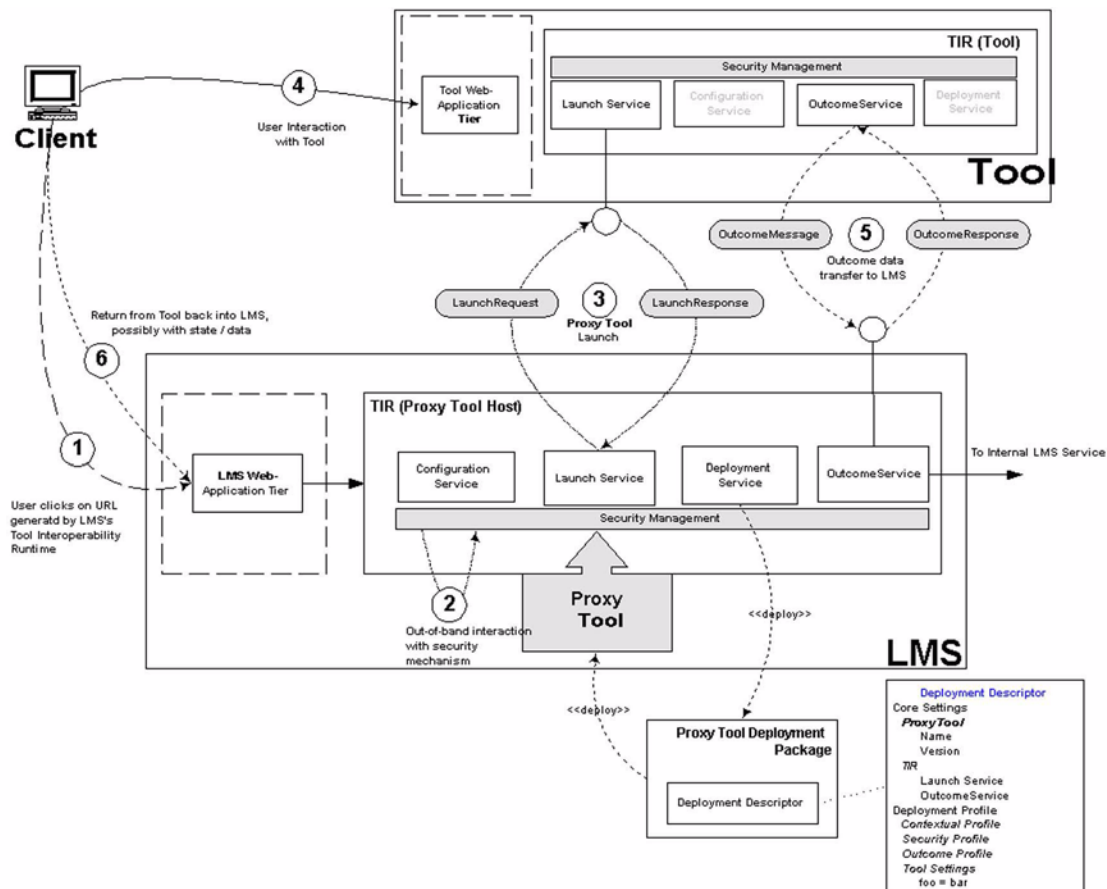 TIR (Tool)
Security Management
Launch Service
Configuration
Service
OutcomeService
Deployment
Service
Tool Web-
Application
Tier
Tool
Client
4
User Interaction
with Tool
OutcomeMessage
5
OutcomeResponse
Outcome data
transfer to LMS
LaunchRequest
3
LaunchResponse
Proxy Tool
Launch
Return from Tool back into LMS,
possibly with state / data
6
1
User clicks on URL
generatd by LMS's
Tool Interoperability
Runtime
TIR (Proxy Tool Host)
LMS Web-
Application Tier
Configuration
Service
Launch Service
Deployment
Service
OutcomeService
To Internal LMS Service
Security Management
2
Out-of-band interaction
with security
mechanism
Proxy
Tool
<<deploy>>
LMS
<<deploy>>
Proxy Tool Deployment
Package
Deployment Descriptor
Deployment Descriptor
Core Settings
ProxyTool
Name
Version
TIR
Launch Service
OutcomeService
Deployment Profile
Contextual Profile
Security Profile
Outcome Profile
Tool Settings
foo = bar